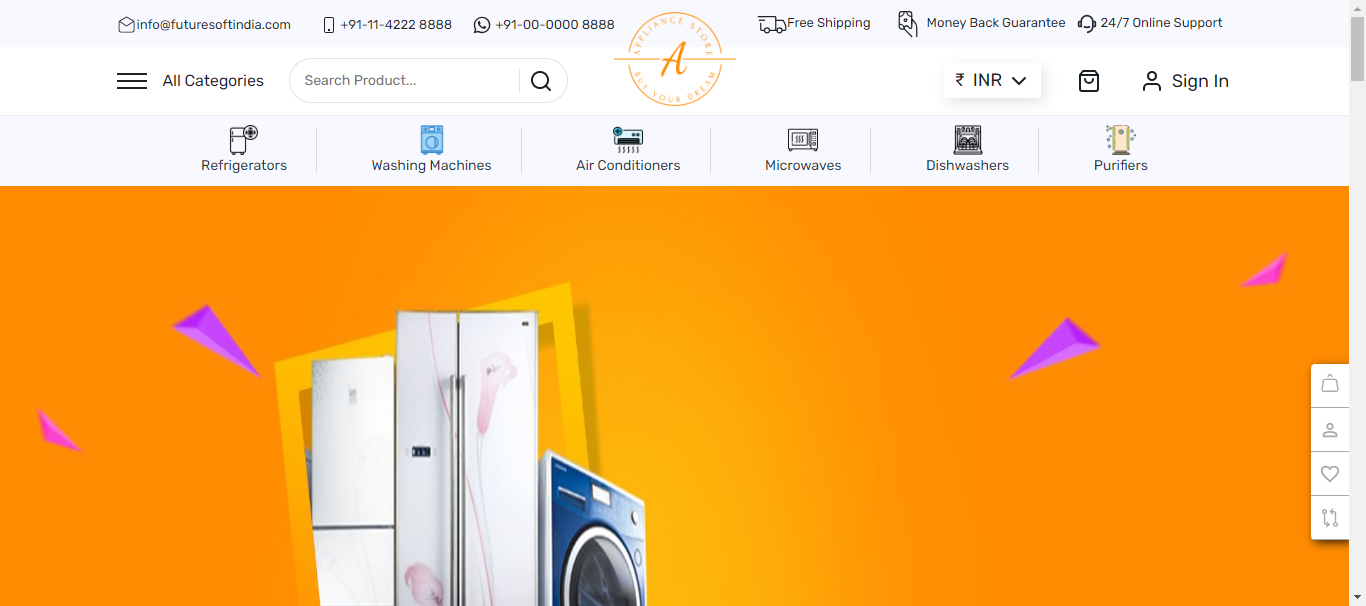 info@futuresoftindia.com
+91-11-4222 8888
+91-00-0000 8888
APPLIANCE STORE
A
BUY YOUR DREAM
Free Shipping
Money Back Guarantee
24/7 Online Support
All Categories
Search Product...
₹ INR
Sign In
Refrigerators
Washing Machines
Air Conditioners
Microwaves
Dishwashers
Purifiers